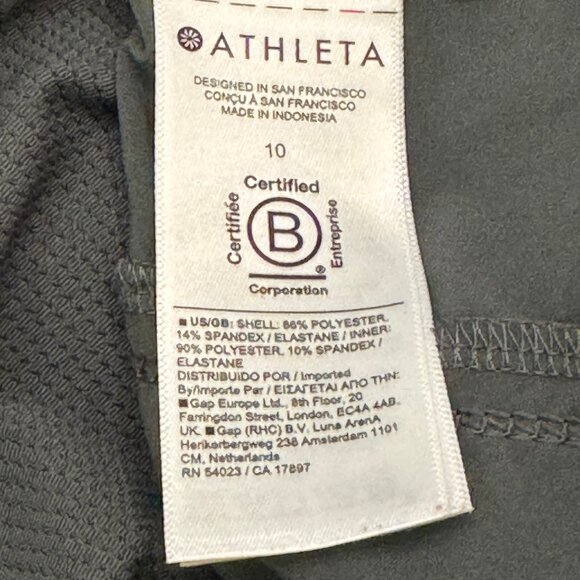 ATHLETA
DESIGNED IN SAN FRANCISCO
CONÇU À SAN FRANCISCO
MADE IN INDONESIA
10
Certified
Certifiée
B
Entreprise
®
Corporation
■ US/GB: SHELL: 86% POLYESTER,
14% SPANDEX / ELASTANE / INNER:
90% POLYESTER, 10% SPANDEX /
ELASTANE
DISTRIBUIDO POR / Imported
By/Importe Par / ΕΙΣΑΓΕΤΑΙ ΑΠΟ ΤΗΝ:
■Gap Europe Ltd., 8th Floor, 20
Farringdon Street, London, EC4A 4AB,
UK. ■Gap (RHC) B.V. Luna ArenA,
Herikerbergweg 238 Amsterdam 1101
CM, Netherlands
RN 54023 / CA 17897